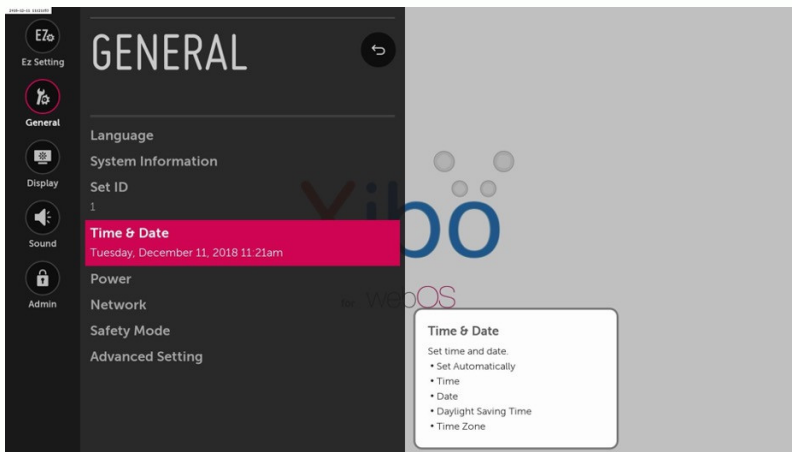 EZ
Ez Setting
General
Display
Sound
Admin
GENERAL
Language
System Information
Set ID
1
Time & Date
Tuesday, December 11, 2018 11:21am
Power
Network
Safety Mode
Advanced Setting
Yibö
webOS
Time & Date
Set time and date.
• Set Automatically
• Time
• Date
• Daylight Saving Time
• Time Zone